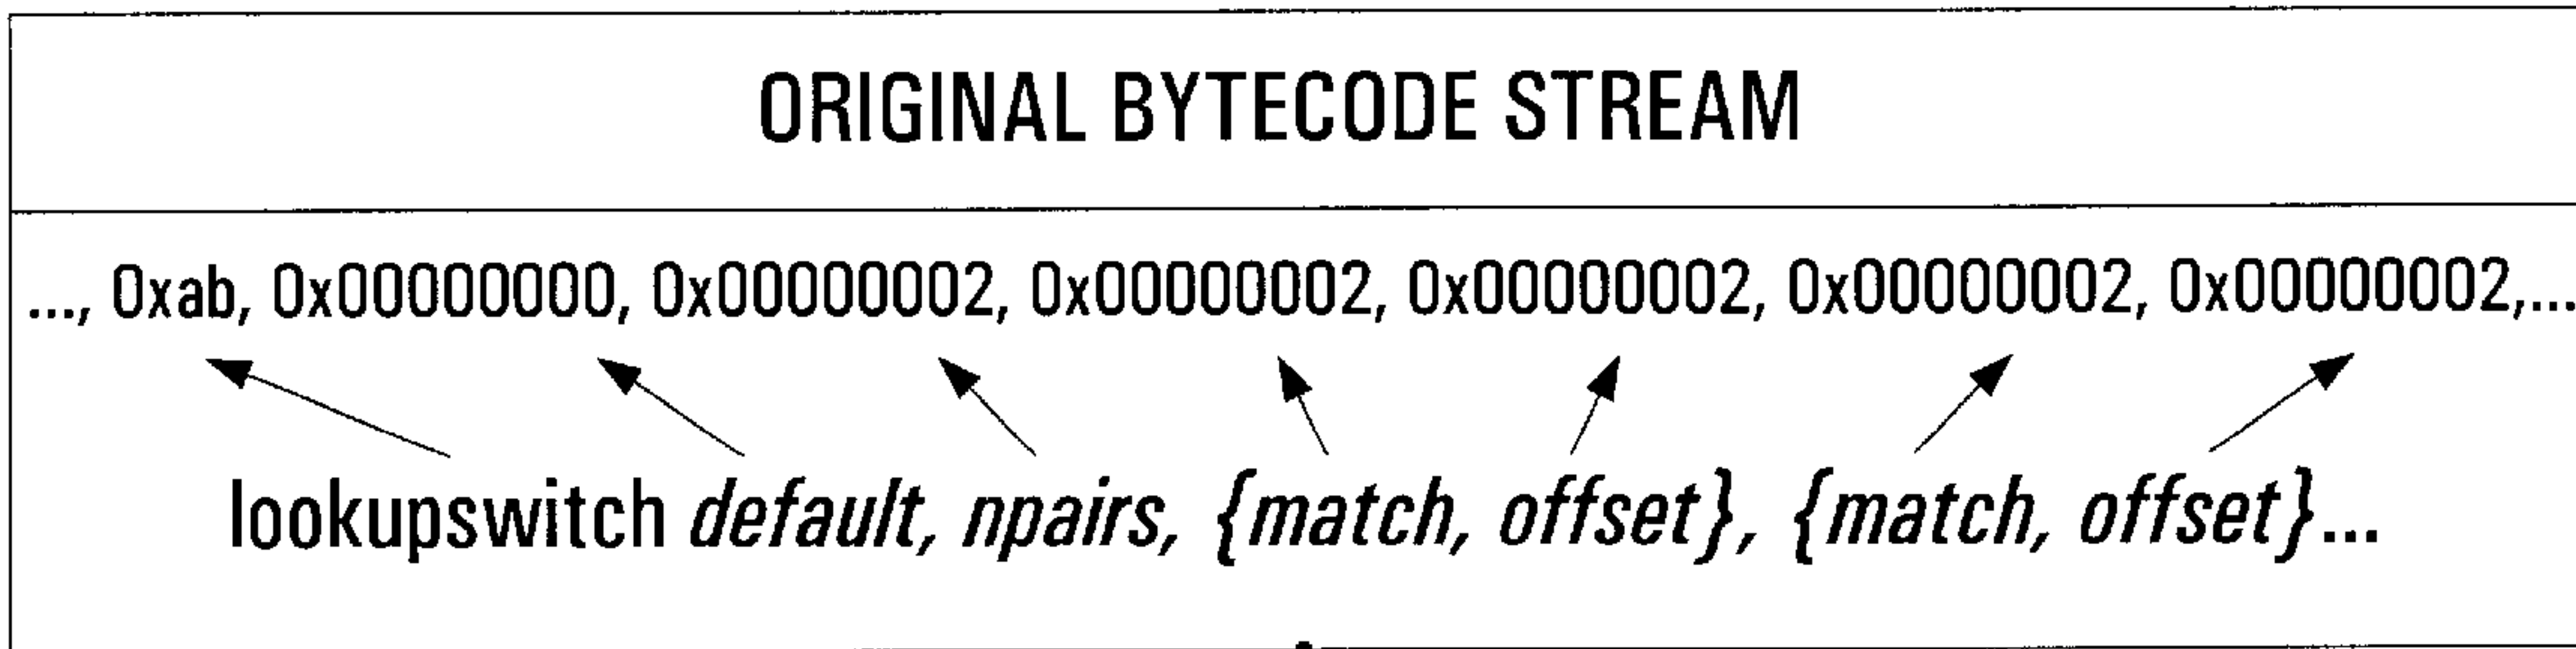 ORIGINAL BYTECODE STREAM
..., 0xab, 0x00000000, 0x00000002, 0x00000002, 0x00000002, 0x00000002, 0x00000002,...
lookupswitch default, npairs, {match, offset}, {match, offset}...